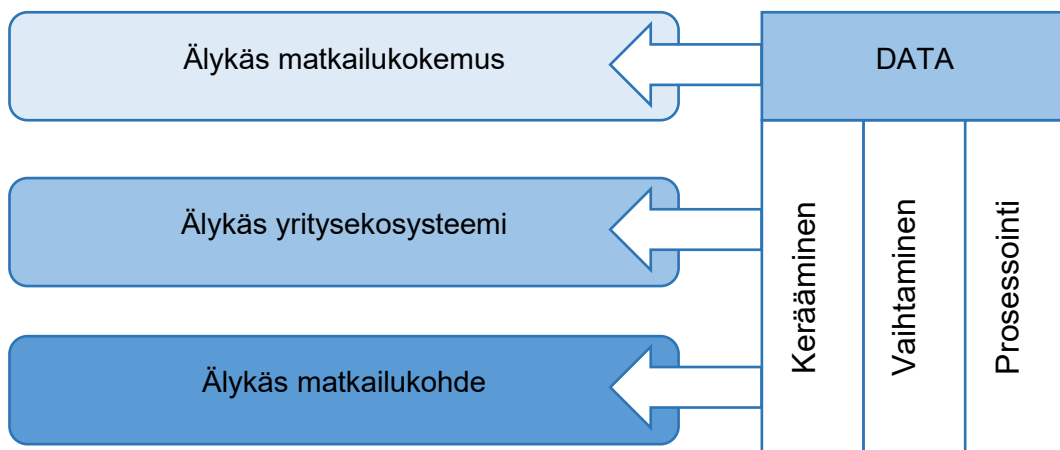 Älykäs matkailukokemus
DATA
Älykäs yritysekosysteemi
Älykäs matkailukohde
Kerääminen
Vaihtaminen
Prosessointi